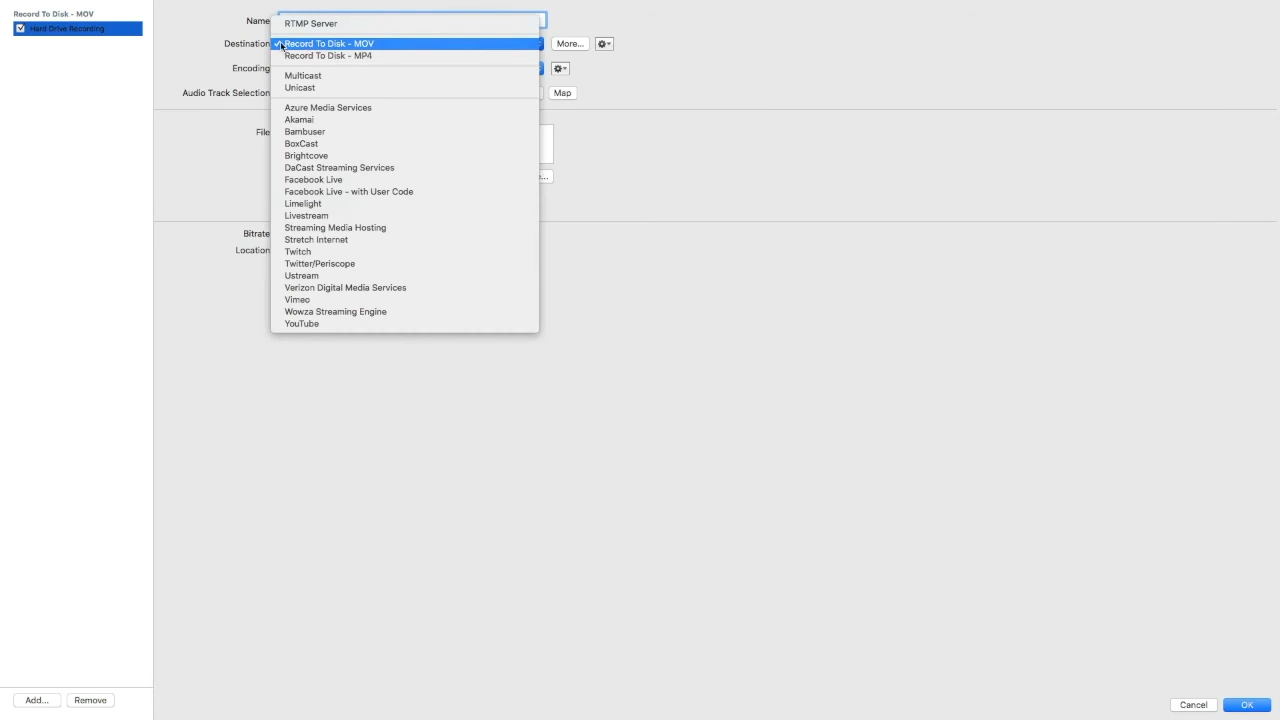 Record To Disk - MOV
Hard Drive Recording
Name
RTMP Server
Destination
Record To Disk - MOV
More...
Record To Disk - MP4
Encoding
Multicast
Unicast
Audio Track Selection
Map
Azure Media Services
Akamai
File
Bambuser
BoxCast
Brightcove
DaCast Streaming Services
Facebook Live
Facebook Live - with User Code
Limelight
Livestream
Streaming Media Hosting
Bitrate
Stretch Internet
Location
Twitch
Twitter/Periscope
Ustream
Verizon Digital Media Services
Vimeo
Wowza Streaming Engine
YouTube
Add...
Remove
Cancel
OK